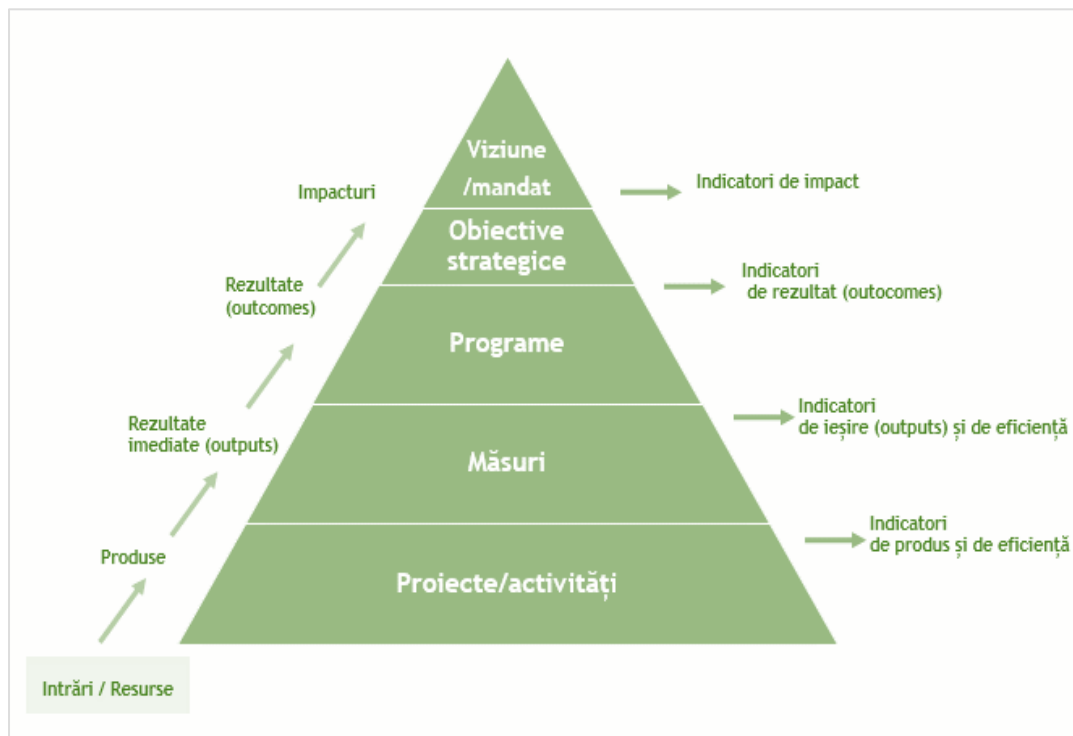 Viziune
/mandat
Impacturi
Indicatori de impact
Obiective
strategice
Rezultate
(outcomes)
Indicatori
de rezultat (outocomes)
Programe
Rezultate
imediate (outputs)
Indicatori
de ieșire (outputs) și de eficiență
Măsuri
Produse
Indicatori
de produs și de eficiență
Proiecte/activități
Intrări / Resurse